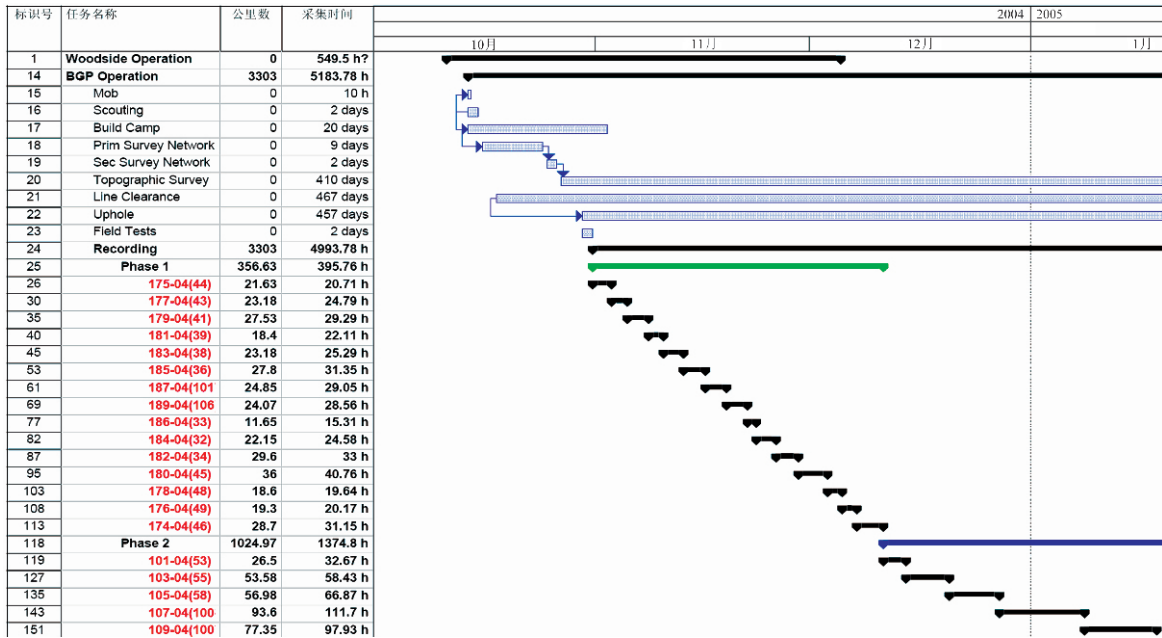 标识号 任务名称 公里数 采集时间 2004 2005
10月 11月 12月 1月
1 Woodside Operation 0 549.5 h?
14 BGP Operation 3303 5183.78 h
15 Mob 0 10 h
16 Scouting 0 2 days
17 Build Camp 0 20 days
18 Prim Survey Network 0 9 days
19 Sec Survey Network 0 2 days
20 Topographic Survey 0 410 days
21 Line Clearance 0 467 days
22 Uphole 0 457 days
23 Field Tests 0 2 days
24 Recording 3303 4993.78 h
25 Phase 1 356.63 395.76 h
26 175-04(44) 21.63 20.71 h
30 177-04(43) 23.18 24.79 h
35 179-04(41) 27.53 29.29 h
40 181-04(39) 18.4 22.11 h
45 183-04(38) 23.18 25.29 h
53 185-04(36) 27.8 31.35 h
61 187-04(101 24.85 29.05 h
69 189-04(106 24.07 28.56 h
77 186-04(33) 11.65 15.31 h
82 184-04(32) 22.15 24.58 h
87 182-04(34) 29.6 33 h
95 180-04(45) 36 40.76 h
103 178-04(48) 18.6 19.64 h
108 176-04(49) 19.3 20.17 h
113 174-04(46) 28.7 31.15 h
118 Phase 2 1024.97 1374.8 h
119 101-04(53) 26.5 32.67 h
127 103-04(55) 53.58 58.43 h
135 105-04(58) 56.98 66.87 h
143 107-04(100 93.6 111.7 h
151 109-04(100 77.35 97.93 h